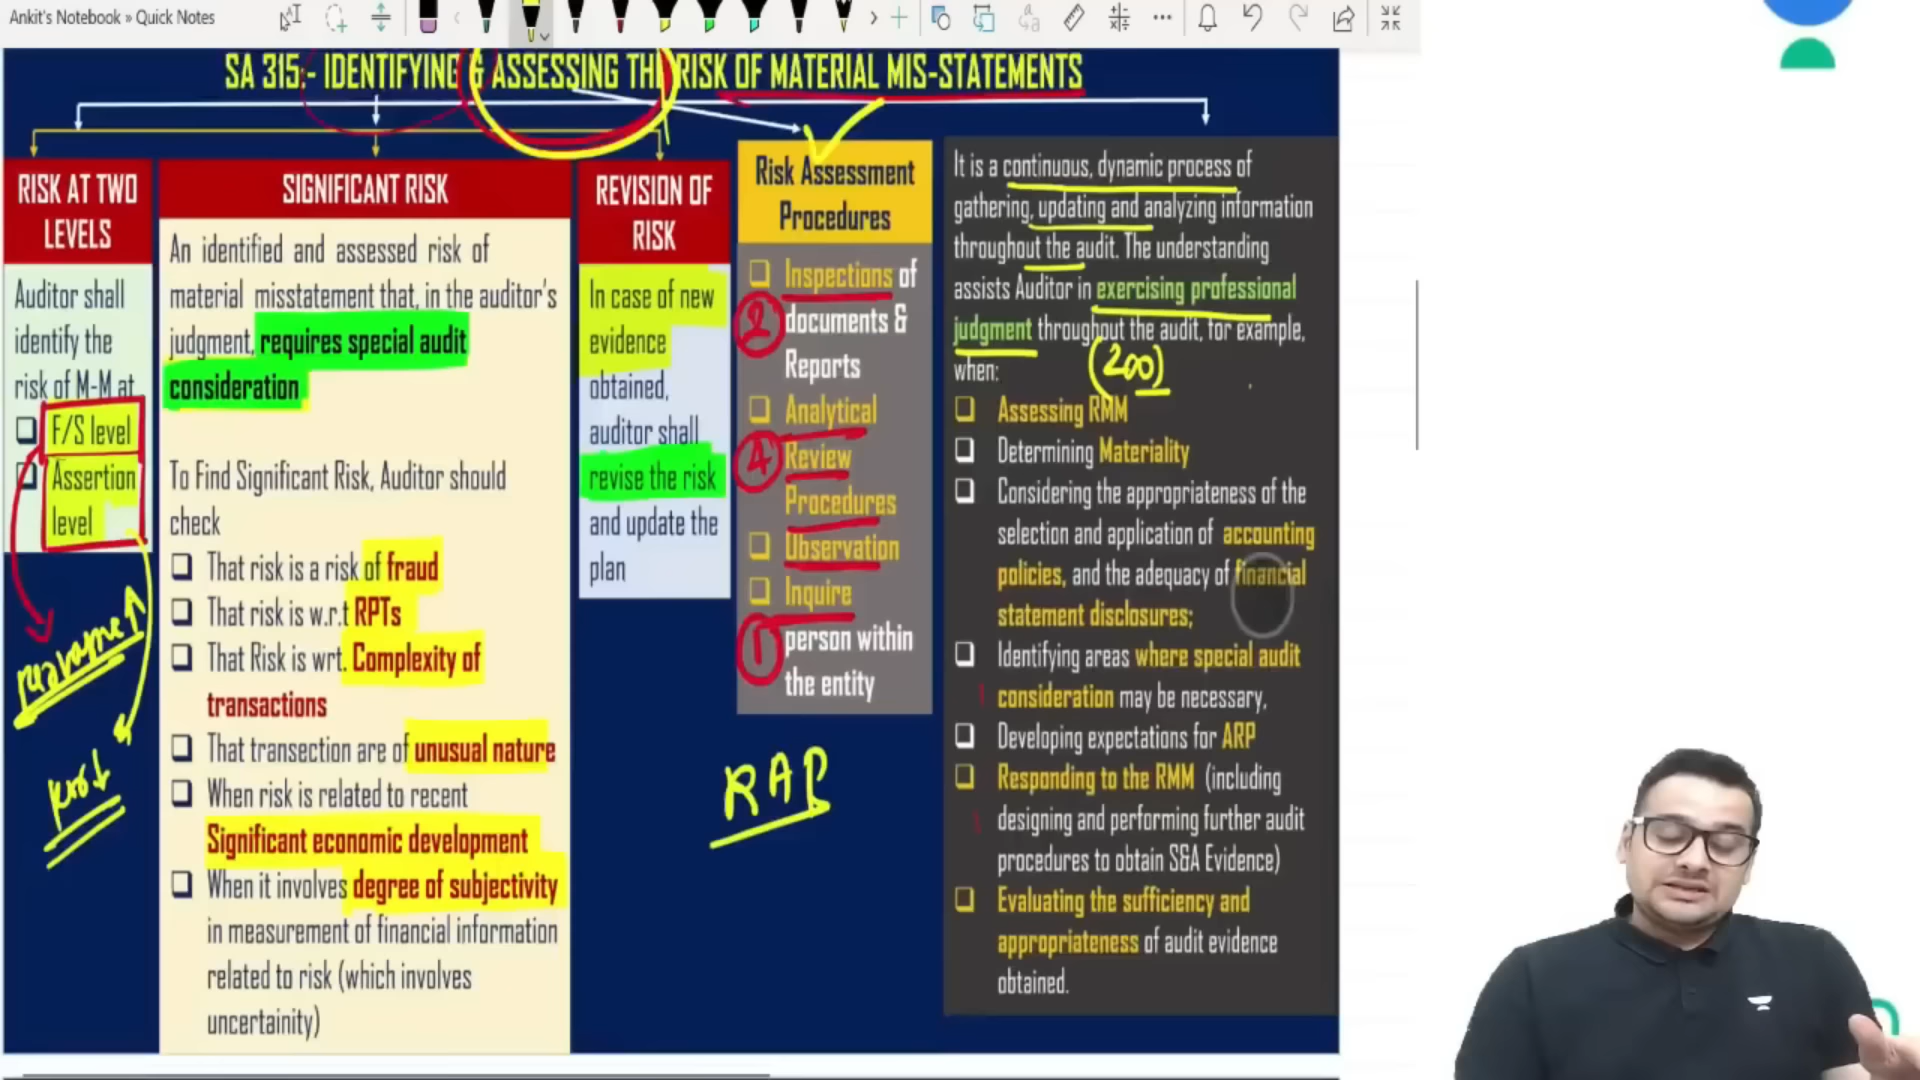 Ankit's Notebook » Quick Notes
SA 315:- IDENTIFYING & ASSESSING THE RISK OF MATERIAL MIS-STATEMENTS
RISK AT TWO
LEVELS
Auditor shall
identify the
risk of M-M at
F/S level
Assertion
level
SIGNIFICANT RISK
An identified and assessed risk of
material misstatement that, in the auditor's
judgment, requires special audit
consideration
To Find Significant Risk, Auditor should
check
That risk is a risk of fraud
That risk is w.r.t RPTs
That Risk is wrt. Complexity of
transactions
That transection are of unusual nature
When risk is related to recent
Significant economic development
When it involves degree of subjectivity
in measurement of financial information
related to risk (which involves
uncertainity)
REVISION OF
RISK
In case of new
evidence
obtained,
auditor shall
revise the risk
and update the
plan
Risk Assessment
Procedures
Inspections of
② documents &
Reports
Analytical
④ Review
Procedures
Observation
Inquire
① person within
the entity
RAP
It is a continuous, dynamic process of
gathering, updating and analyzing information
throughout the audit. The understanding
assists Auditor in exercising professional
judgment throughout the audit, for example,
when:
(200)
Assessing RMM
Determining Materiality
Considering the appropriateness of the
selection and application of accounting
policies, and the adequacy of financial
statement disclosures;
Identifying areas where special audit
consideration may be necessary,
Developing expectations for ARP
Responding to the RMM (including
designing and performing further audit
procedures to obtain S&A Evidence)
Evaluating the sufficiency and
appropriateness of audit evidence
obtained.